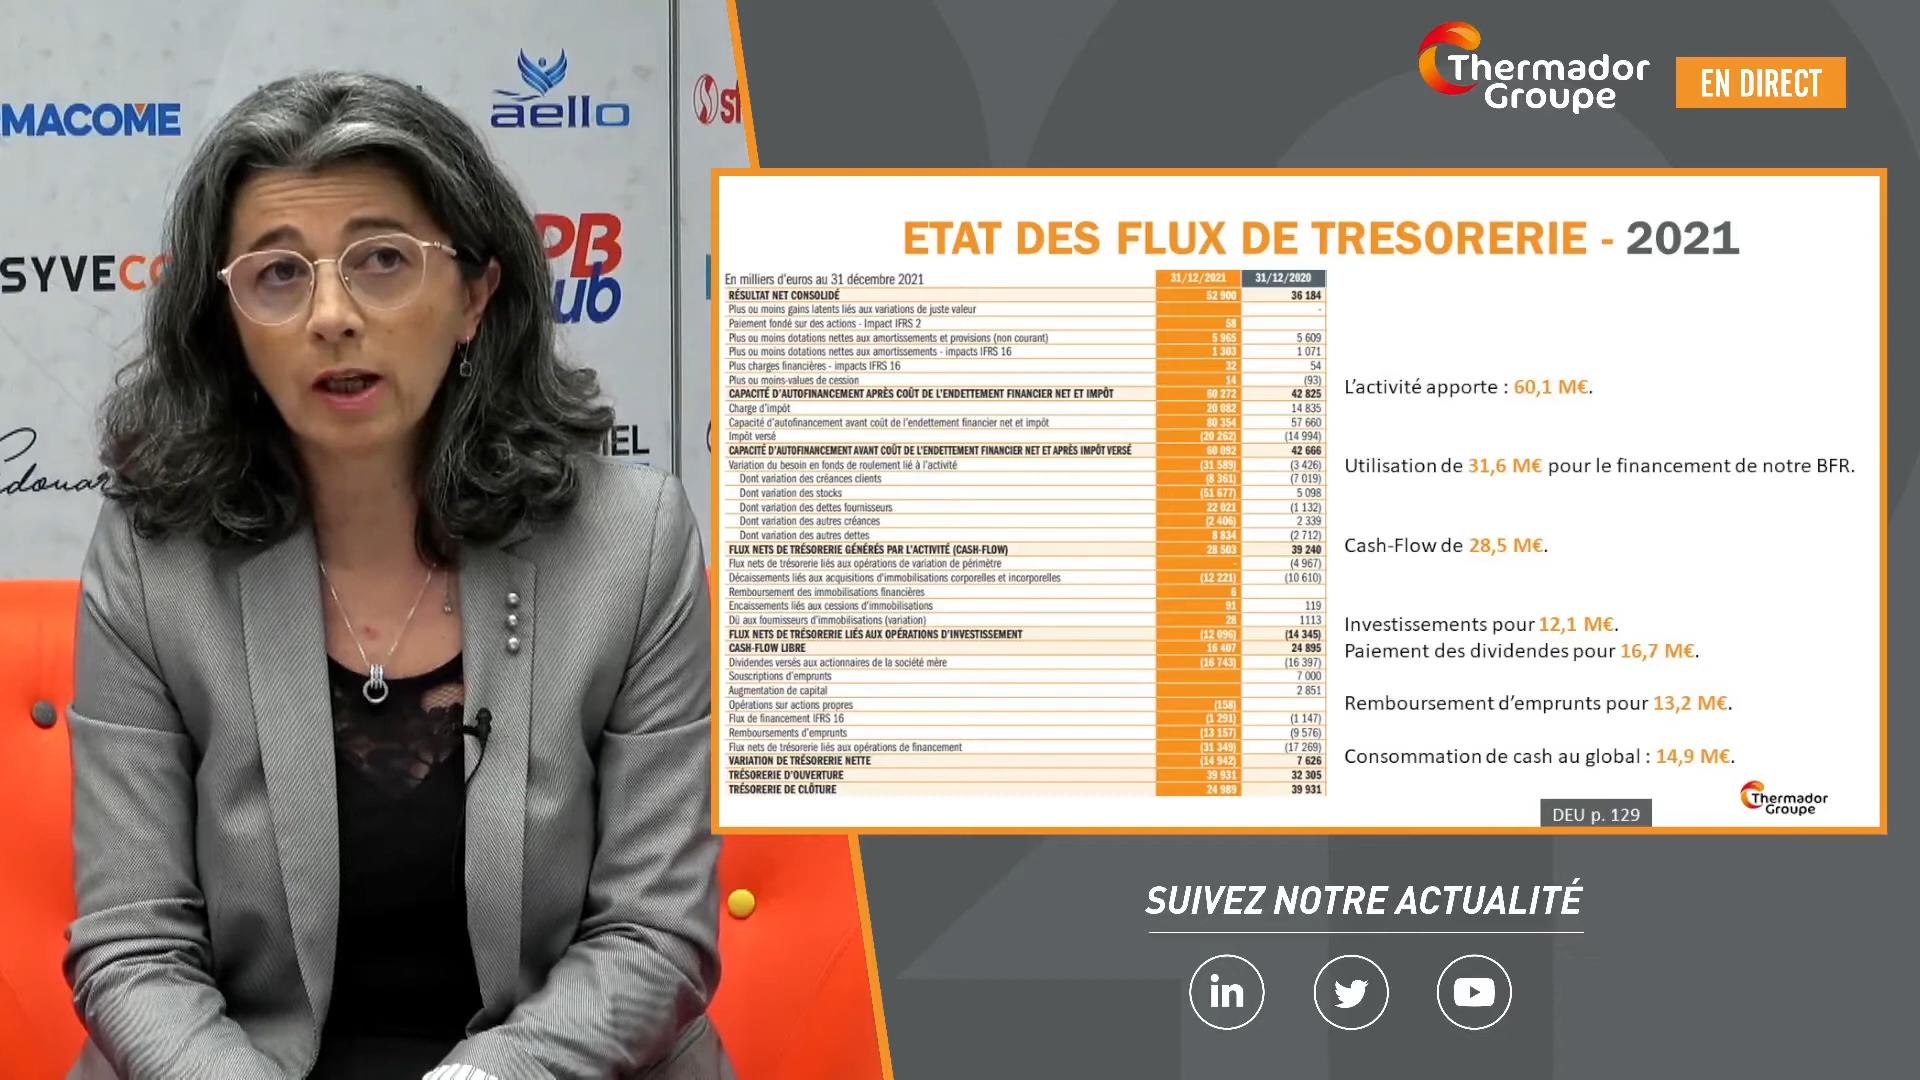 MACOME
aello
SYVEC
PB
ub
EL
douar
Thermador
Groupe
EN DIRECT
ETAT DES FLUX DE TRESORERIE - 2021
En milliers d'euros au 31 décembre 2021 31/12/2021 31/12/2020
RÉSULTAT NET CONSOLIDÉ 52 900 36 184
Plus ou moins gains latents liés aux variations de juste valeur -
Paiement fondé sur des actions - Impact IFRS 2 58
Plus ou moins dotations nettes aux amortissements et provisions (non courant) 5 965 5 609
Plus ou moins dotations nettes aux amortissements - impacts IFRS 16 1 303 1 071
Plus charges financières - impacts IFRS 16 32 54
Plus ou moins-values de cession 14 (93)
CAPACITÉ D'AUTOFINANCEMENT APRÈS COÛT DE L'ENDETTEMENT FINANCIER NET ET IMPÔT 60 272 42 825
Charge d'impôt 20 082 14 835
Capacité d'autofinancement avant coût de l'endettement financier net et impôt 80 354 57 660
Impôt versé (20 262) (14 994)
CAPACITÉ D'AUTOFINANCEMENT AVANT COÛT DE L'ENDETTEMENT FINANCIER NET ET APRÈS IMPÔT VERSÉ 60 092 42 666
Variation du besoin en fonds de roulement lié à l'activité (31 589) (3 426)
Dont variation des créances clients (8 361) (7 019)
Dont variation des stocks (51 677) 5 098
Dont variation des dettes fournisseurs 22 021 (1 132)
Dont variation des autres créances (2 406) 2 339
Dont variation des autres dettes 8 834 (2 712)
FLUX NETS DE TRÉSORERIE GÉNÉRÉS PAR L'ACTIVITÉ (CASH-FLOW) 28 503 39 240
Flux nets de trésorerie liés aux opérations de variation de périmètre - (4 967)
Décaissements liés aux acquisitions d'immobilisations corporelles et incorporelles (12 221) (10 610)
Remboursement des immobilisations financières 6
Encaissements liés aux cessions d'immobilisations 91 119
Dû aux fournisseurs d'immobilisations (variation) 28 1113
FLUX NETS DE TRÉSORERIE LIÉS AUX OPÉRATIONS D'INVESTISSEMENT (12 096) (14 345)
CASH-FLOW LIBRE 16 407 24 895
Dividendes versés aux actionnaires de la société mère (16 743) (16 397)
Souscriptions d'emprunts 7 000
Augmentation de capital 2 851
Opérations sur actions propres (158)
Flux de financement IFRS 16 (1 291) (1 147)
Remboursements d'emprunts (13 157) (9 576)
Flux nets de trésorerie liés aux opérations de financement (31 349) (17 269)
VARIATION DE TRÉSORERIE NETTE (14 942) 7 626
TRÉSORERIE D'OUVERTURE 39 931 32 305
TRÉSORERIE DE CLÔTURE 24 989 39 931
L'activité apporte : 60,1 M€.
Utilisation de 31,6 M€ pour le financement de notre BFR.
Cash-Flow de 28,5 M€.
Investissements pour 12,1 M€.
Paiement des dividendes pour 16,7 M€.
Remboursement d'emprunts pour 13,2 M€.
Consommation de cash au global : 14,9 M€.
Thermador
Groupe
DEU p. 129
SUIVEZ NOTRE ACTUALITÉ
in